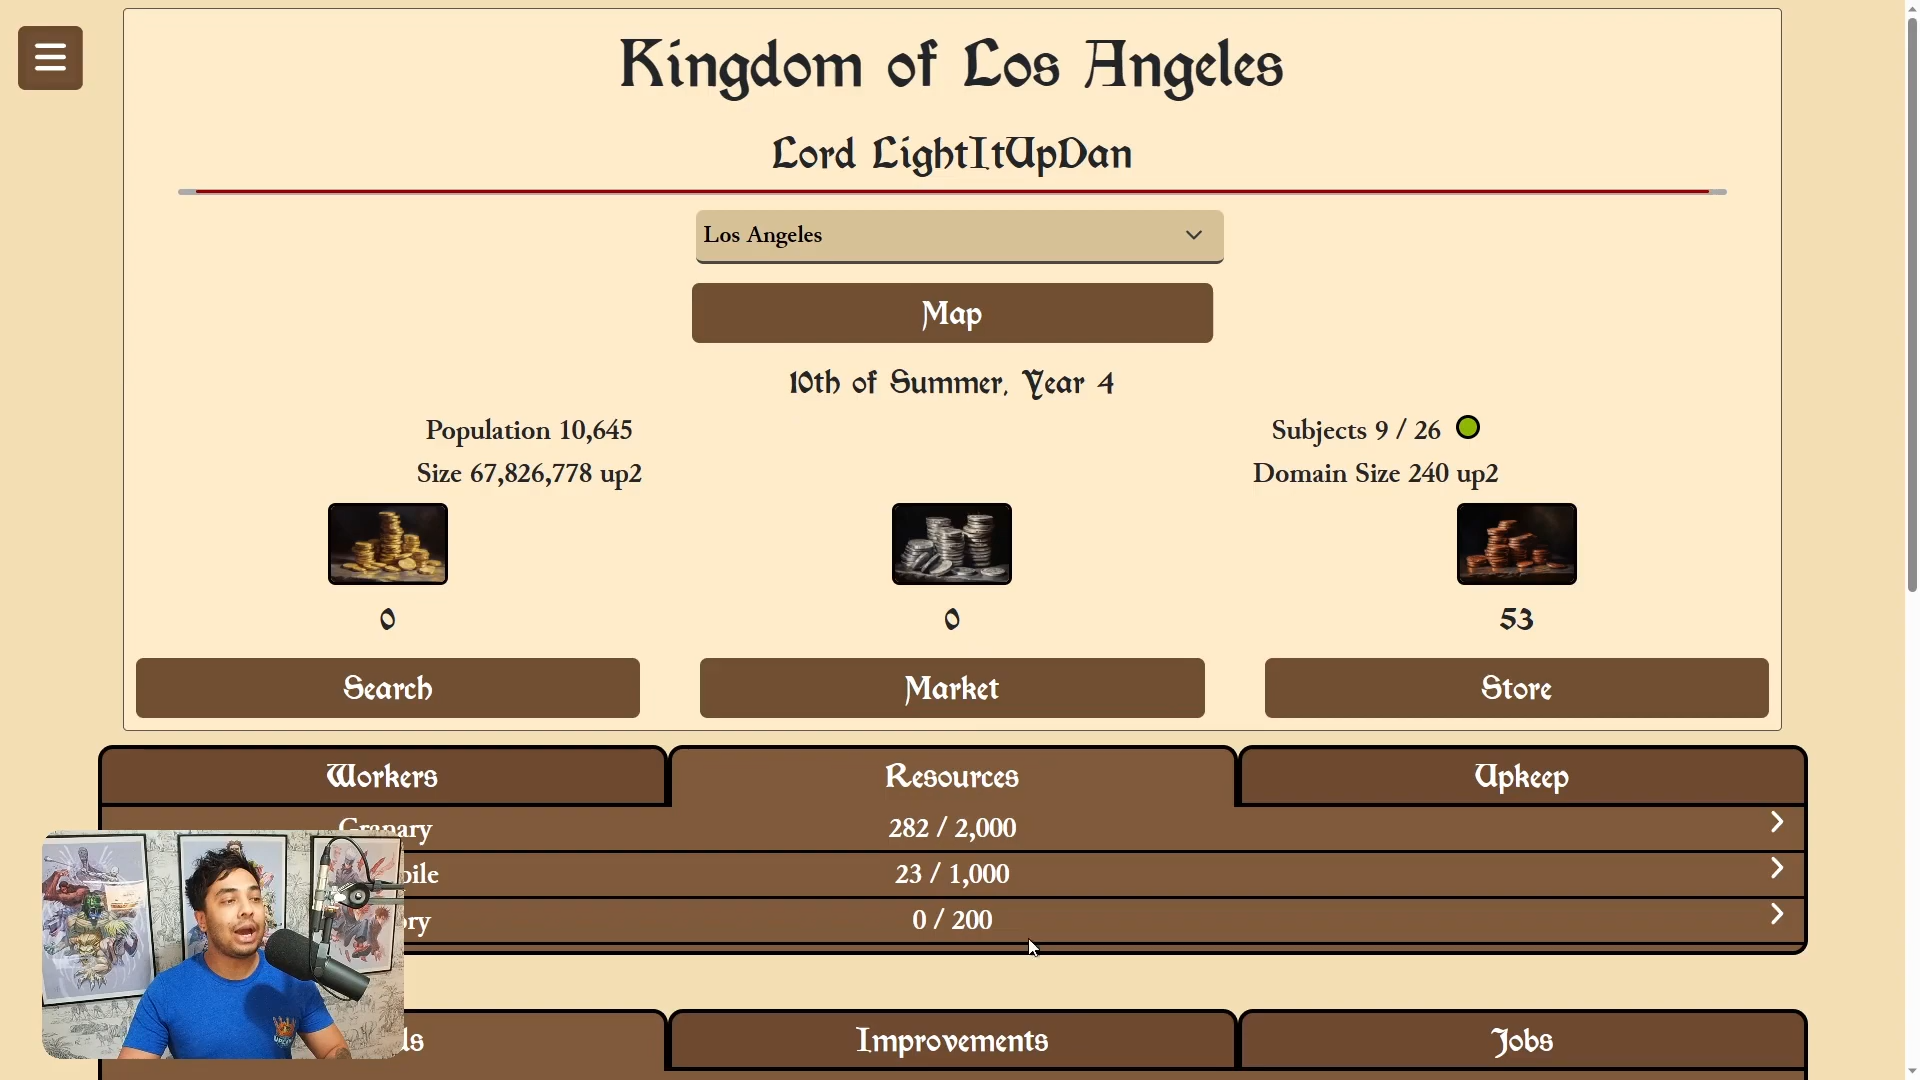 Kingdom of Los Angeles
Lord LightItUpDan
Los Angeles
Map
10th of Summer, Year 4
Population 10,645
Subjects 9 / 26
Size 67,826,778 up2
Domain Size 240 up2
0
0
53
Search
Market
Store
Workers
Resources
Upkeep
Granary
282 / 2,000
23 / 1,000
0 / 200
Improvements
Jobs